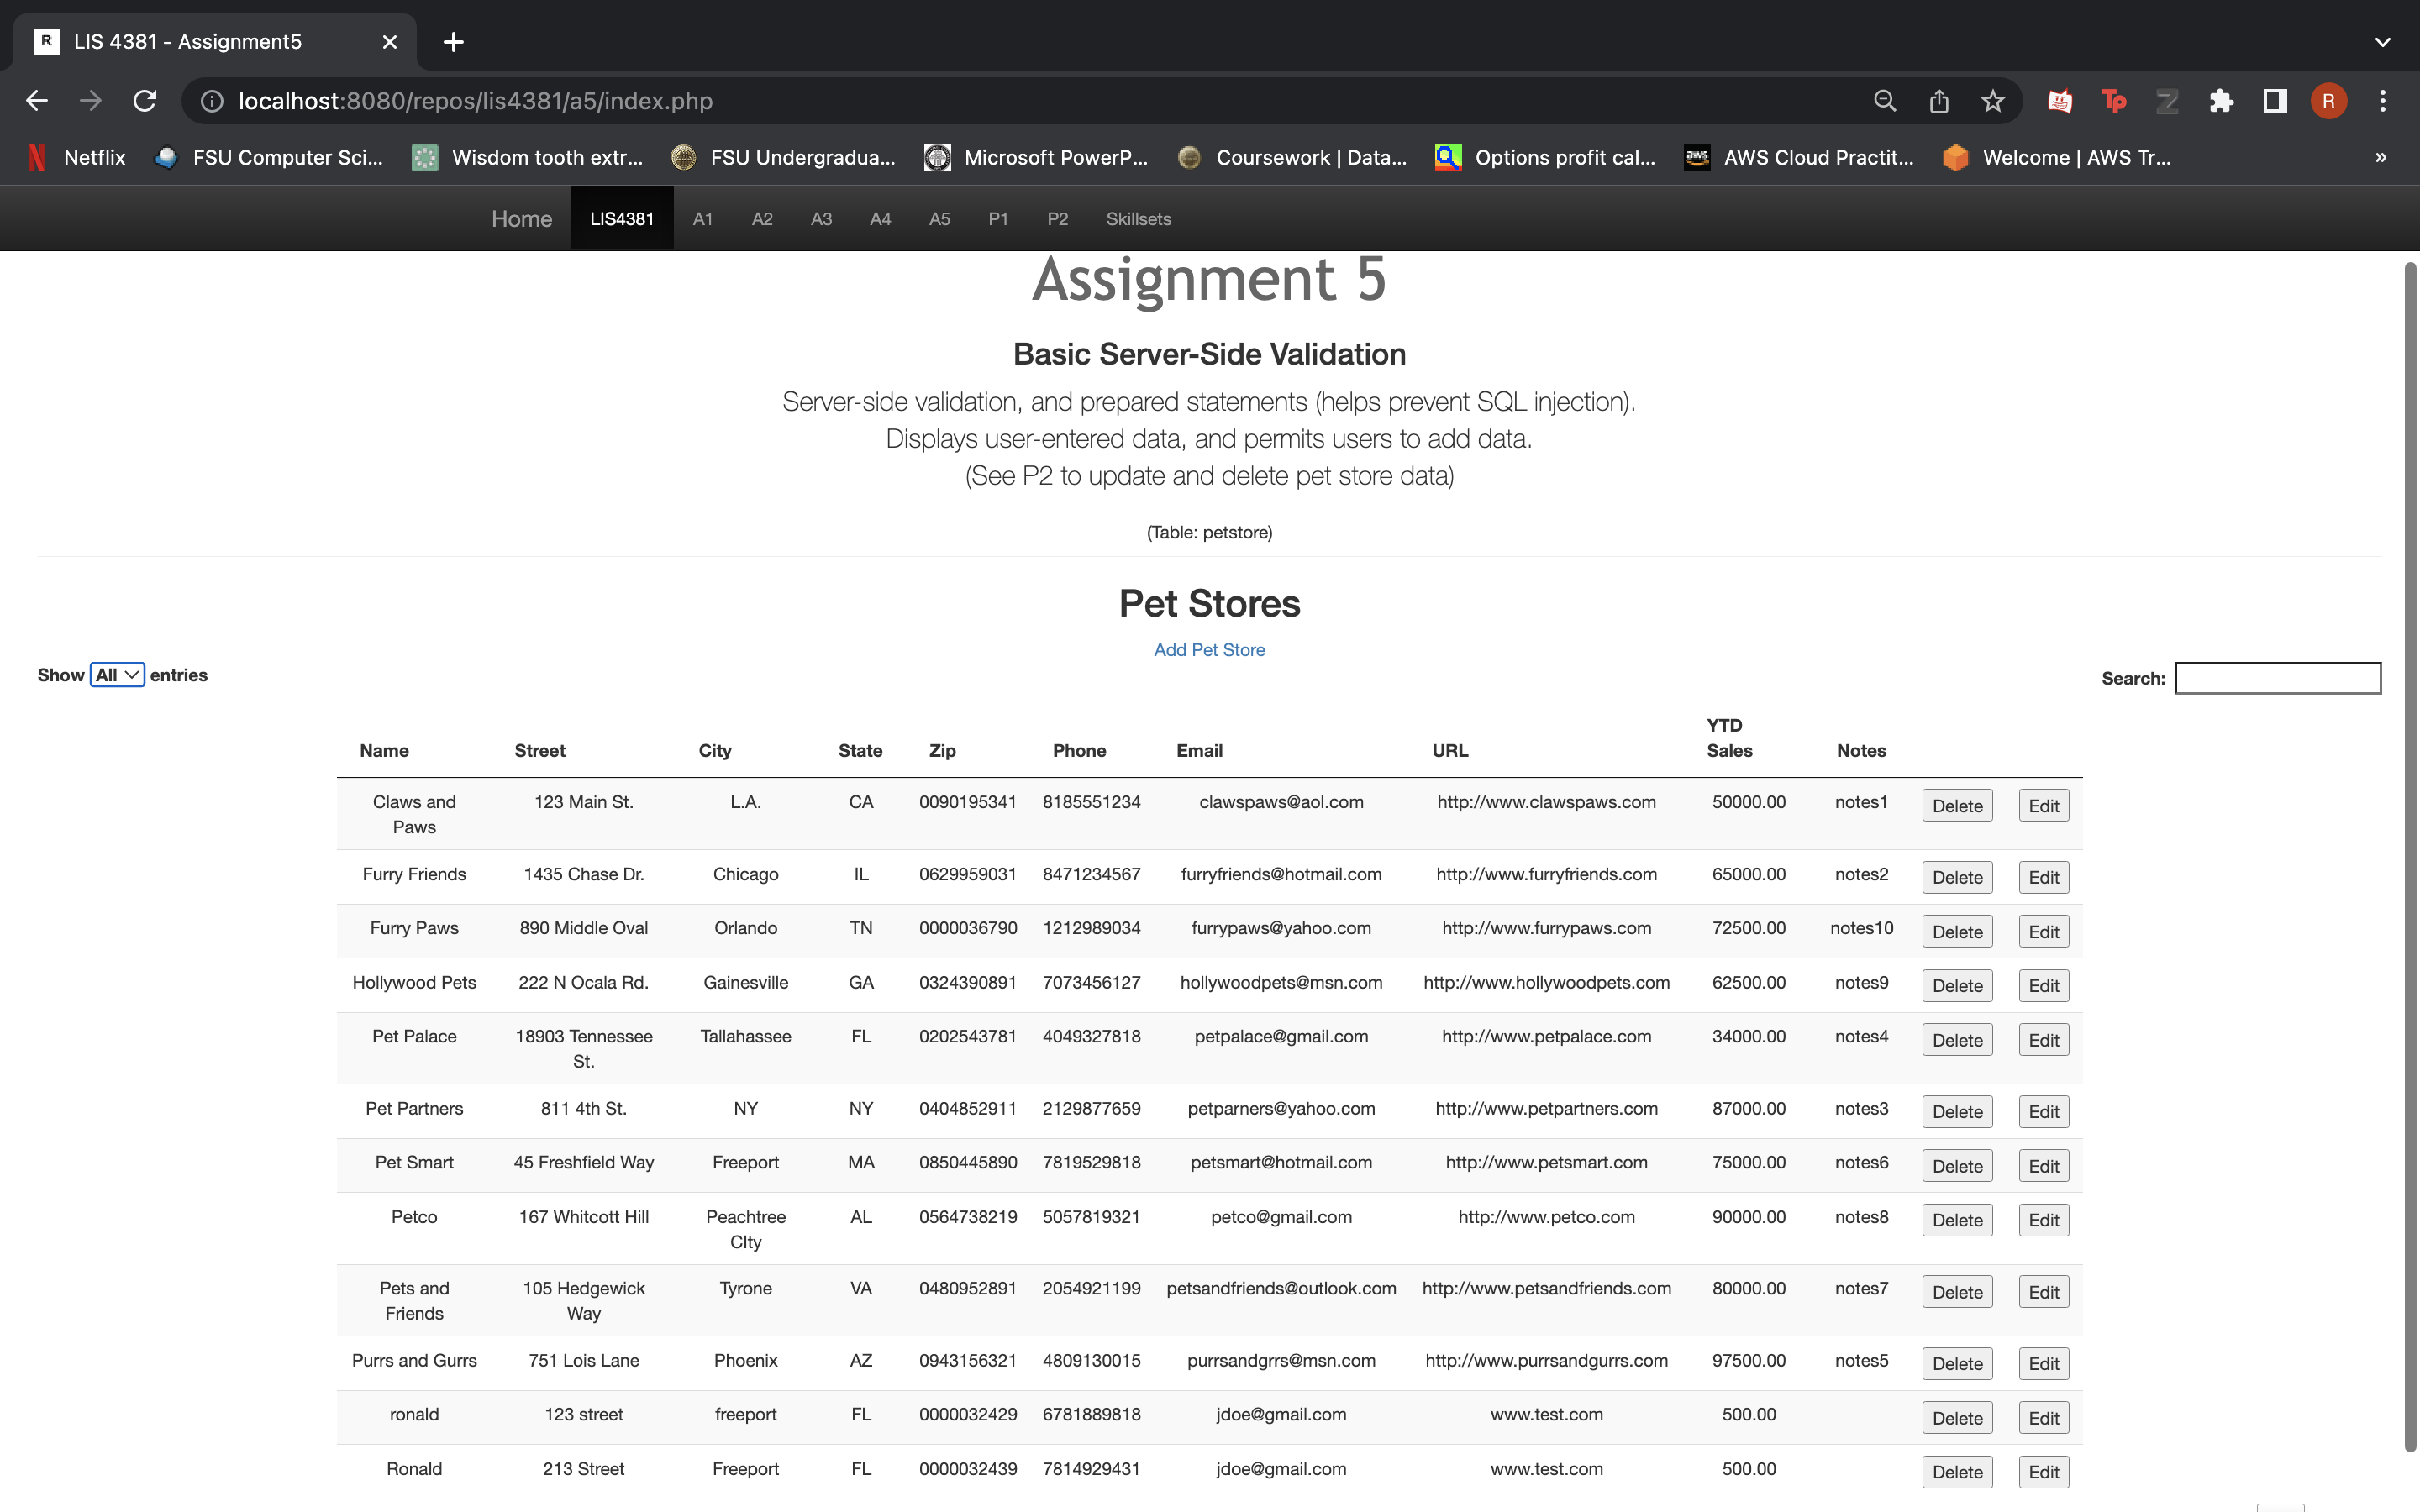 LIS 4381 - Assignment5
localhost:8080/repos/lis4381/a5/index.php
Netflix FSU Computer Sci... Wisdom tooth extr... FSU Undergradua... Microsoft PowerP... Coursework | Data... Options profit cal... AWS Cloud Practit... Welcome | AWS Tr... »
Home LIS4381 A1 A2 A3 A4 A5 P1 P2 Skillsets
Assignment 5
Basic Server-Side Validation
Server-side validation, and prepared statements (helps prevent SQL injection).
Displays user-entered data, and permits users to add data.
(See P2 to update and delete pet store data)
(Table: petstore)
Pet Stores
Add Pet Store
Show All entries Search:
Name Street City State Zip Phone Email URL YTD Sales Notes
Claws and Paws 123 Main St. L.A. CA 0090195341 8185551234 clawspaws@aol.com http://www.clawspaws.com 50000.00 notes1 Delete Edit
Furry Friends 1435 Chase Dr. Chicago IL 0629959031 8471234567 furryfriends@hotmail.com http://www.furryfriends.com 65000.00 notes2 Delete Edit
Furry Paws 890 Middle Oval Orlando TN 0000036790 1212989034 furrypaws@yahoo.com http://www.furrypaws.com 72500.00 notes10 Delete Edit
Hollywood Pets 222 N Ocala Rd. Gainesville GA 0324390891 7073456127 hollywoodpets@msn.com http://www.hollywoodpets.com 62500.00 notes9 Delete Edit
Pet Palace 18903 Tennessee St. Tallahassee FL 0202543781 4049327818 petpalace@gmail.com http://www.petpalace.com 34000.00 notes4 Delete Edit
Pet Partners 811 4th St. NY NY 0404852911 2129877659 petparners@yahoo.com http://www.petpartners.com 87000.00 notes3 Delete Edit
Pet Smart 45 Freshfield Way Freeport MA 0850445890 7819529818 petsmart@hotmail.com http://www.petsmart.com 75000.00 notes6 Delete Edit
Petco 167 Whitcott Hill Peachtree CIty AL 0564738219 5057819321 petco@gmail.com http://www.petco.com 90000.00 notes8 Delete Edit
Pets and Friends 105 Hedgewick Way Tyrone VA 0480952891 2054921199 petsandfriends@outlook.com http://www.petsandfriends.com 80000.00 notes7 Delete Edit
Purrs and Gurrs 751 Lois Lane Phoenix AZ 0943156321 4809130015 purrsandgrrs@msn.com http://www.purrsandgurrs.com 97500.00 notes5 Delete Edit
ronald 123 street freeport FL 0000032429 6781889818 jdoe@gmail.com www.test.com 500.00 Delete Edit
Ronald 213 Street Freeport FL 0000032439 7814929431 jdoe@gmail.com www.test.com 500.00 Delete Edit